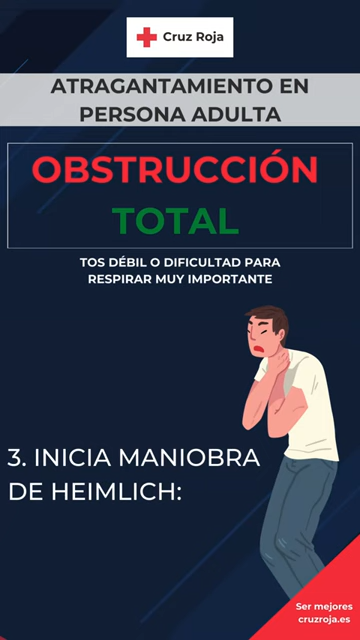 Cruz Roja
ATRAGANTAMIENTO EN
PERSONA ADULTA
OBSTRUCCIÓN
TOTAL
TOS DÉBIL O DIFICULTAD PARA
RESPIRAR MUY IMPORTANTE
3. INICIA MANIOBRA
DE HEIMLICH:
Ser mejores
cruzroja.es